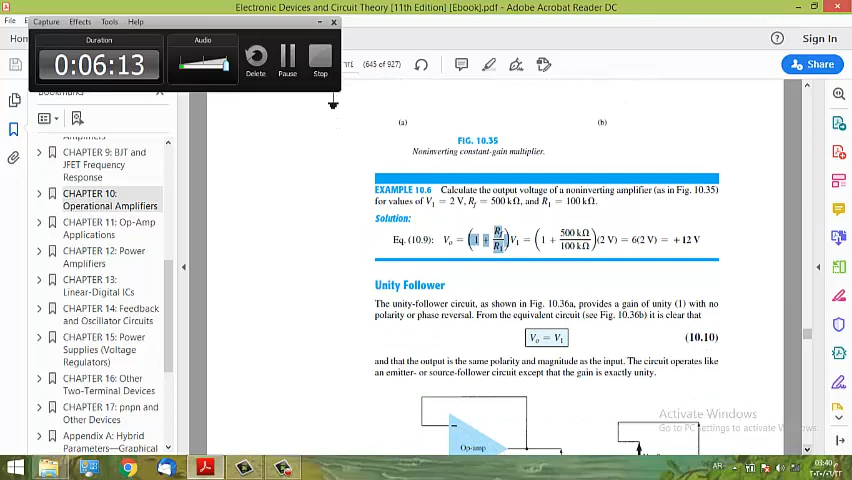 Electronic Devices and Circuit Theory [11th Edition] [Ebook].pdf - Adobe Acrobat Reader DC
Capture Effects Tools Help
Duration
0:06:13
Audio
Delete Pause Stop
(645 of 927)
Sign In
Share
Amplifiers
CHAPTER 9: BJT and
JFET Frequency
Response
CHAPTER 10:
Operational Amplifiers
CHAPTER 11: Op-Amp
Applications
CHAPTER 12: Power
Amplifiers
CHAPTER 13:
Linear-Digital ICs
CHAPTER 14: Feedback
and Oscillator Circuits
CHAPTER 15: Power
Supplies (Voltage
Regulators)
CHAPTER 16: Other
Two-Terminal Devices
CHAPTER 17: pnpn and
Other Devices
Appendix A: Hybrid
Parameters—Graphical
(a) (b)
FIG. 10.35
Noninverting constant-gain multiplier.
EXAMPLE 10.6 Calculate the output voltage of a noninverting amplifier (as in Fig. 10.35)
for values of V₁ = 2 V, R_f = 500 kΩ, and R₁ = 100 kΩ.
Solution:
Eq. (10.9): V_o = (1 + R_f/R₁)V₁ = (1 + 500 kΩ/100 kΩ)(2 V) = 6(2 V) = +12 V
Unity Follower
The unity-follower circuit, as shown in Fig. 10.36a, provides a gain of unity (1) with no
polarity or phase reversal. From the equivalent circuit (see Fig. 10.36b) it is clear that
V_o = V₁ (10.10)
and that the output is the same polarity and magnitude as the input. The circuit operates like
an emitter- or source-follower circuit except that the gain is exactly unity.
Op-amp
Activate Windows
Go to PC settings to activate Windows.
AR